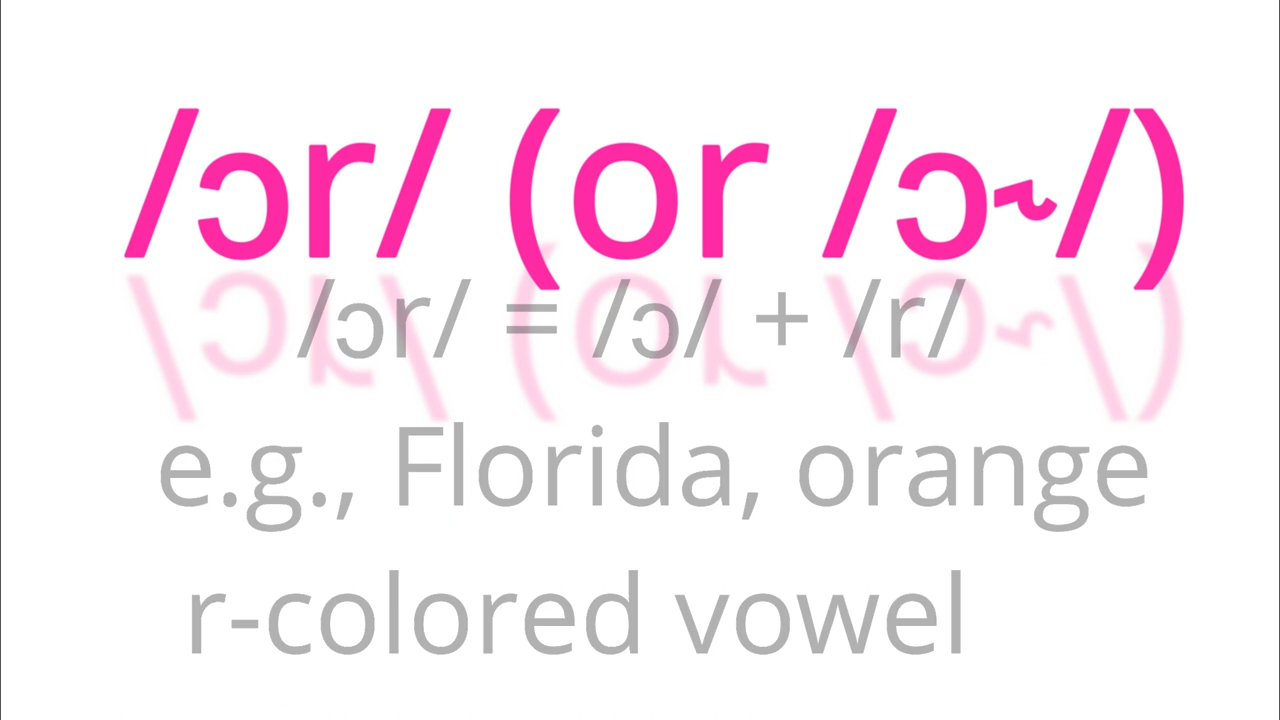 /ɔr/ (or /ɔ˞/)
/ɔr/ = /ɔ/ + /r/
e.g., Florida, orange
r-colored vowel